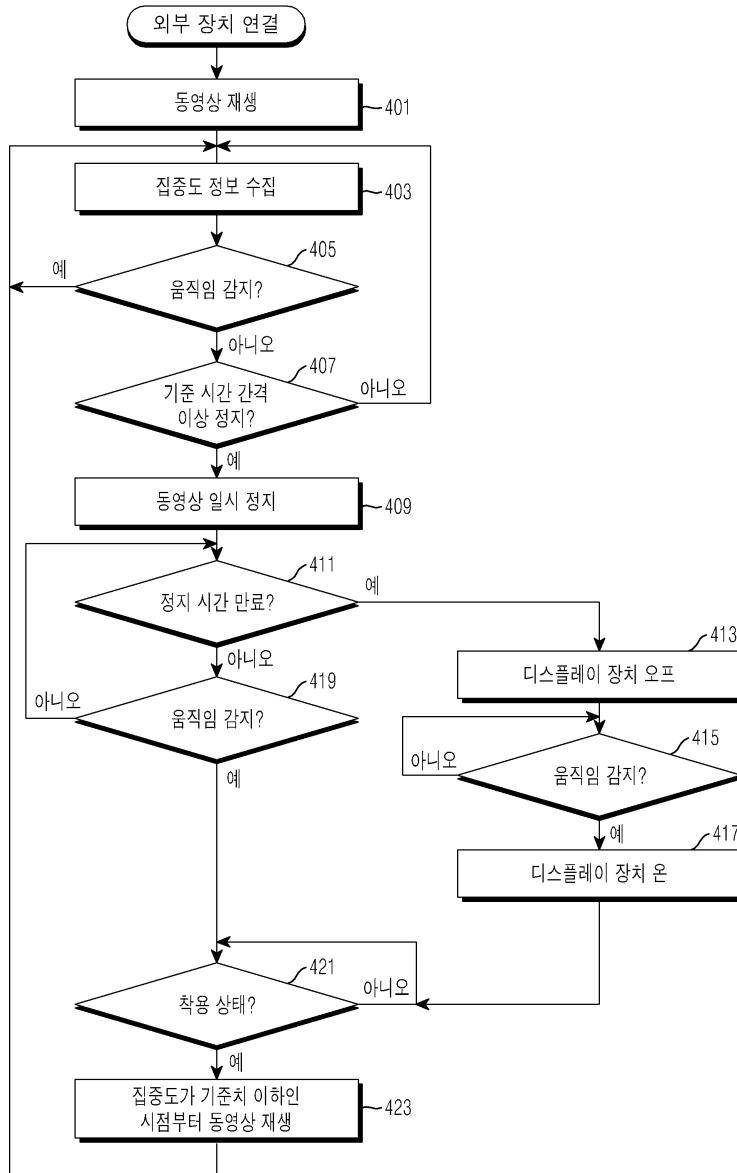 외부 장치 연결
동영상 재생
401
집중도 정보 수집
403
405
예
움직임 감지?
아니오
407
기준 시간 간격
이상 정지?
아니오
예
동영상 일시 정지
409
411
예
정지 시간 만료?
아니오
413
디스플레이 장치 오프
419
아니오
움직임 감지?
예
415
아니오
움직임 감지?
예
417
디스플레이 장치 온
421
착용 상태?
아니오
예
집중도가 기준치 이하인
시점부터 동영상 재생
423